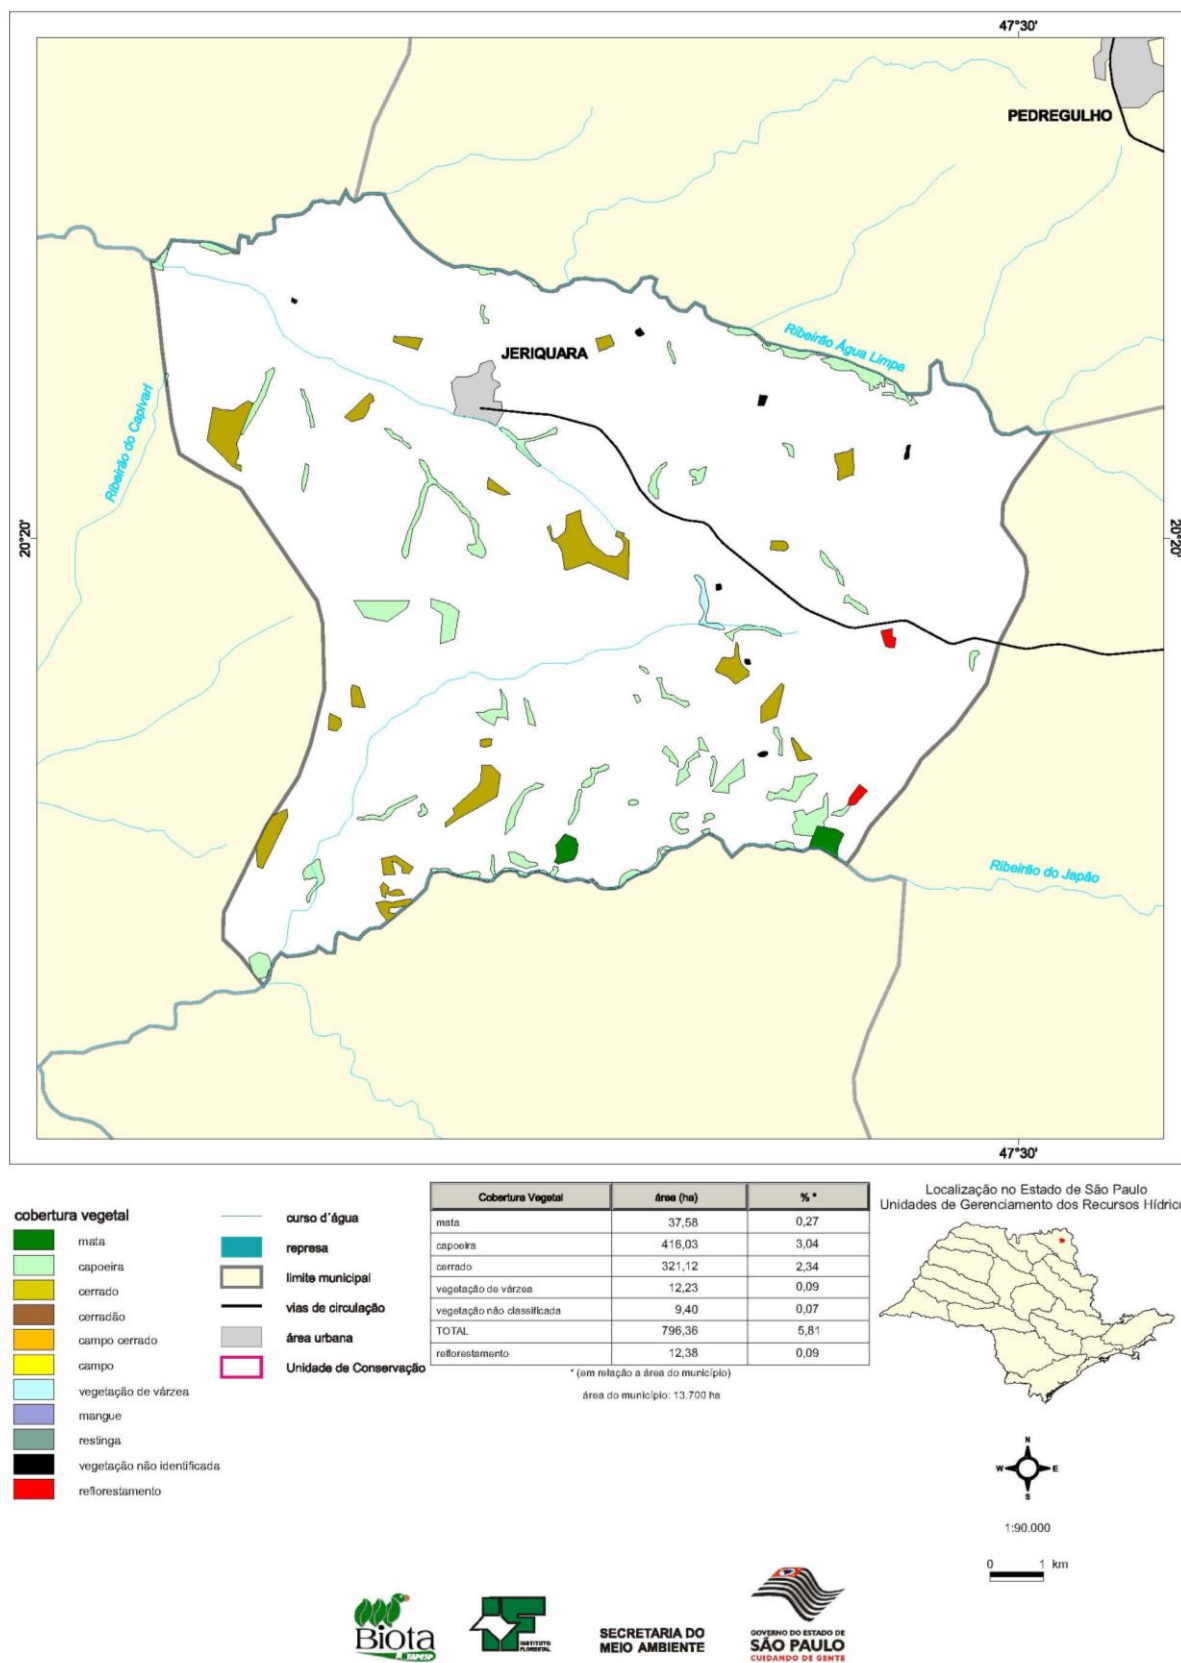 47°30'
PEDREGULHO
JERIQUARA
Ribeirão Água Limpa
Ribeirão do Capivari
20°20'
20°20'
Ribeirão do Japão
47°30'
cobertura vegetal
mata
capoeira
cerrado
cerradão
campo cerrado
campo
vegetação de várzea
mangue
restinga
vegetação não identificada
reflorestamento
curso d´água
represa
limite municipal
vias de circulação
área urbana
Unidade de Conservação
Cobertura Vegetal área (ha) % *
mata 37,58 0,27
capoeira 416,03 3,04
cerrado 321,12 2,34
vegetação de várzea 12,23 0,09
vegetação não classificada 9,40 0,07
TOTAL 796,36 5,81
reflorestamento 12,38 0,09
* (em relação a área do município)
área do município: 13.700 ha
Localização no Estado de São Paulo
Unidades de Gerenciamento dos Recursos Hídric
N
W E
S
1:90.000
0 1 km
Biota
FAPESP
IF
INSTITUTO
FLORESTAL
SECRETARIA DO
MEIO AMBIENTE
GOVERNO DO ESTADO DE
SÃO PAULO
CUIDANDO DE GENTE